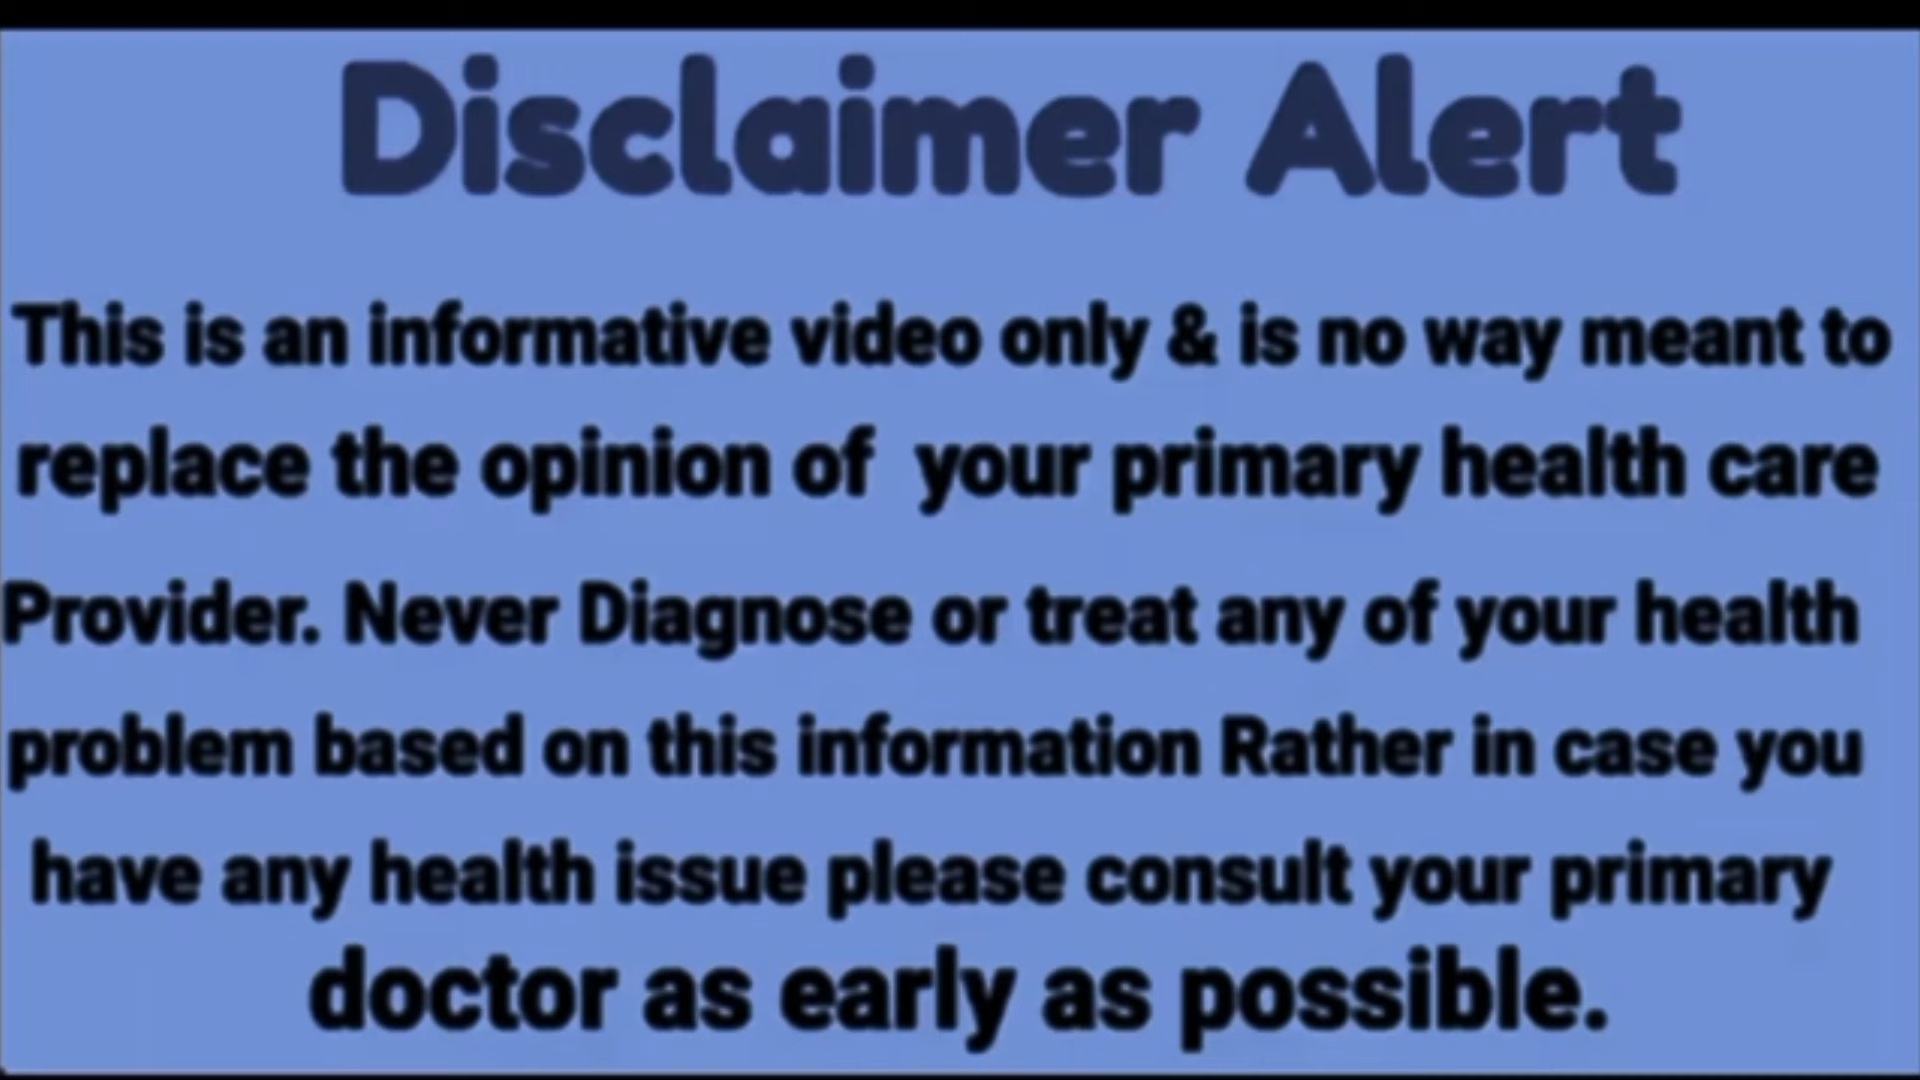 Disclaimer Alert
This is an informative video only & is no way meant to
replace the opinion of your primary health care
Provider. Never Diagnose or treat any of your health
problem based on this information Rather in case you
have any health issue please consult your primary
doctor as early as possible.